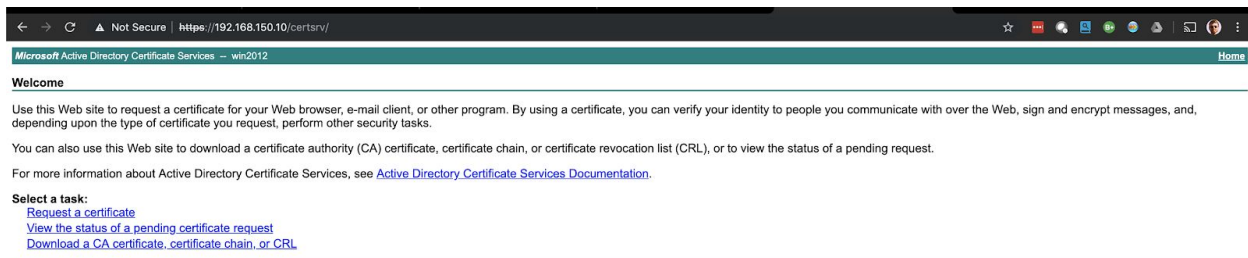 Not Secure | https://192.168.150.10/certsrv/
Microsoft Active Directory Certificate Services -- win2012 Home
Welcome
Use this Web site to request a certificate for your Web browser, e-mail client, or other program. By using a certificate, you can verify your identity to people you communicate with over the Web, sign and encrypt messages, and,
depending upon the type of certificate you request, perform other security tasks.
You can also use this Web site to download a certificate authority (CA) certificate, certificate chain, or certificate revocation list (CRL), or to view the status of a pending request.
For more information about Active Directory Certificate Services, see Active Directory Certificate Services Documentation.
Select a task:
Request a certificate
View the status of a pending certificate request
Download a CA certificate, certificate chain, or CRL